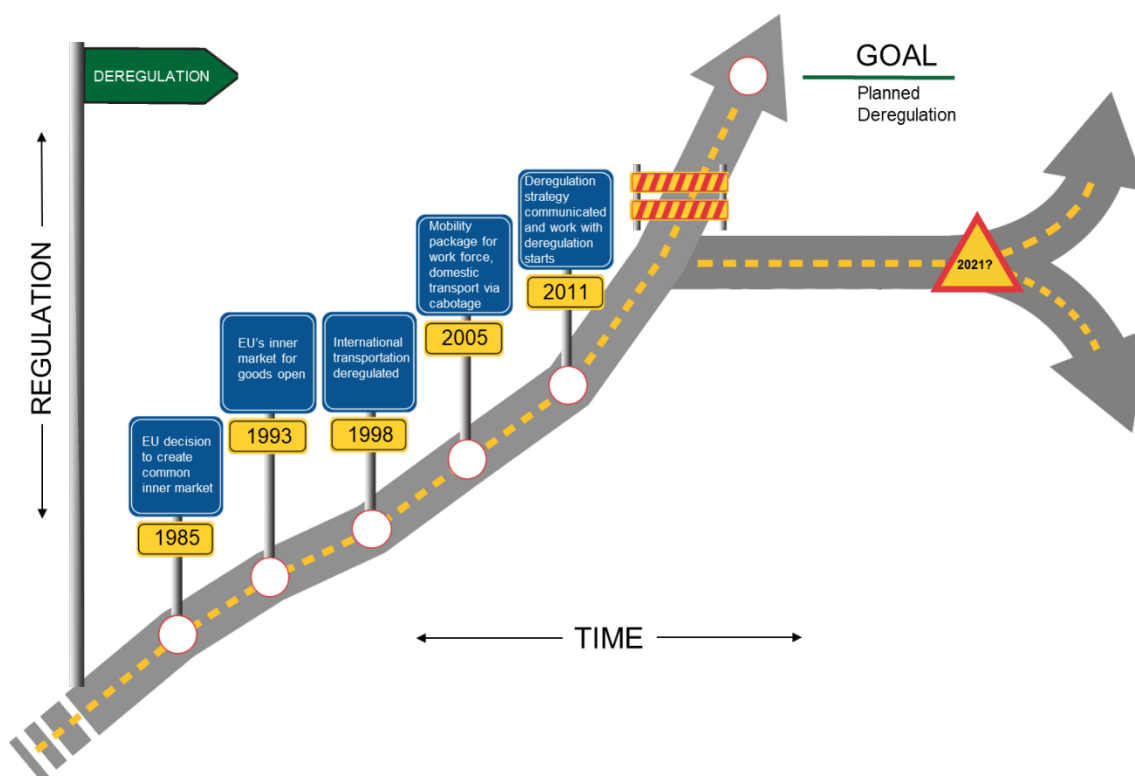 DEREGULATION
REGULATION
GOAL
Planned
Deregulation
Deregulation
strategy
communicated
and work with
deregulation
starts
2011
Mobility
package for
work force,
domestic
transport via
cabotage
2005
EU's inner
market for
goods open
1993
International
transportation
deregulated
1998
EU decision
to create
common
inner market
1985
2021?
TIME